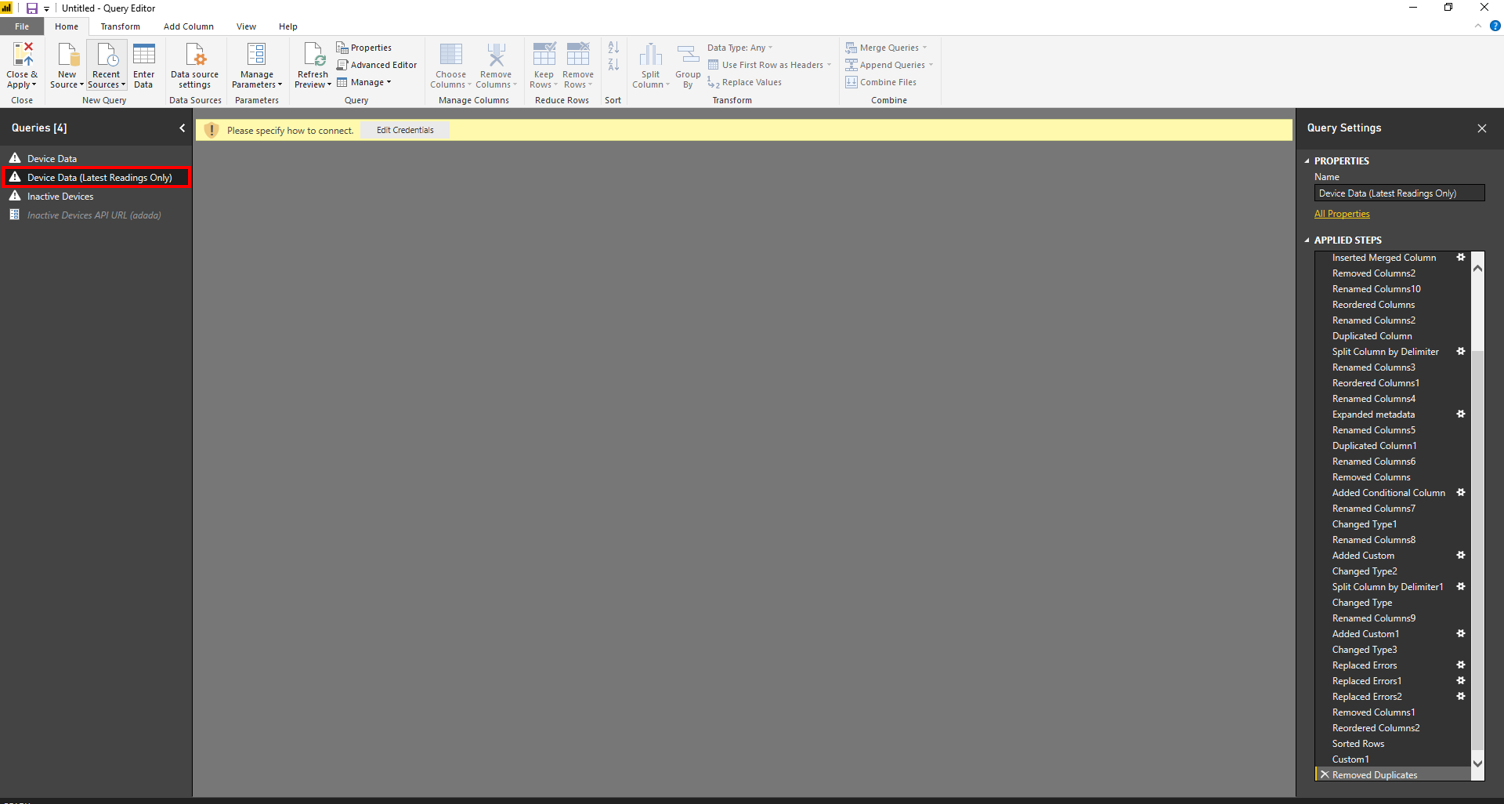 Untitled - Query Editor
File Home Transform Add Column View Help
Close & Apply
Close
New Source
Recent Sources
Enter Data
New Query
Data source settings
Data Sources
Manage Parameters
Parameters
Refresh Preview
Properties
Advanced Editor
Manage
Query
Choose Columns
Remove Columns
Manage Columns
Keep Rows
Remove Rows
Reduce Rows
Sort
Split Column
Group By
Data Type: Any
Use First Row as Headers
Replace Values
Transform
Merge Queries
Append Queries
Combine Files
Combine
Queries [4]
Device Data
Device Data (Latest Readings Only)
Inactive Devices
Inactive Devices API URL (adada)
Please specify how to connect. Edit Credentials
Query Settings
PROPERTIES
Name
Device Data (Latest Readings Only)
All Properties
APPLIED STEPS
Inserted Merged Column
Removed Columns2
Renamed Columns10
Reordered Columns
Renamed Columns2
Duplicated Column
Split Column by Delimiter
Renamed Columns3
Reordered Columns1
Renamed Columns4
Expanded metadata
Renamed Columns5
Duplicated Column1
Renamed Columns6
Removed Columns
Added Conditional Column
Renamed Columns7
Changed Type1
Renamed Columns8
Added Custom
Changed Type2
Split Column by Delimiter1
Changed Type
Renamed Columns9
Added Custom1
Changed Type3
Replaced Errors
Replaced Errors1
Replaced Errors2
Removed Columns1
Reordered Columns2
Sorted Rows
Custom1
Removed Duplicates